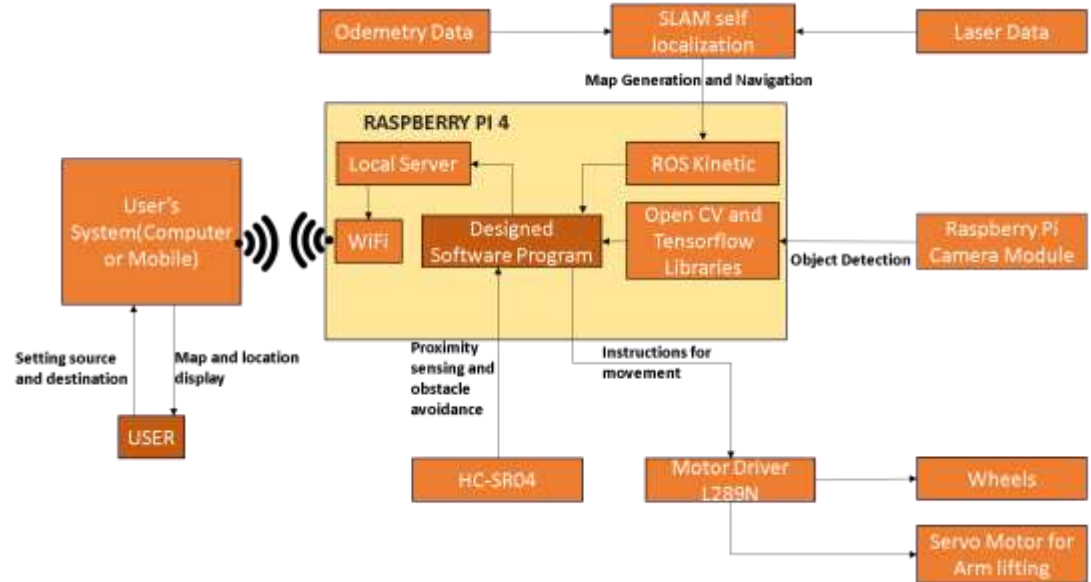 Odemetry Data
SLAM self
localization
Laser Data
Map Generation and Navigation
RASPBERRY PI 4
Local Server
ROS Kinetic
User's
System(Computer
or Mobile)
WiFi
Designed
Software Program
Open CV and
Tensorflow
Libraries
Raspberry Pi
Camera Module
Object Detection
Setting source
and destination
Map and location
display
Proximity
sensing and
obstacle
avoidance
Instructions for
movement
USER
HC-SR04
Motor Driver
L289N
Wheels
Servo Motor for
Arm lifting